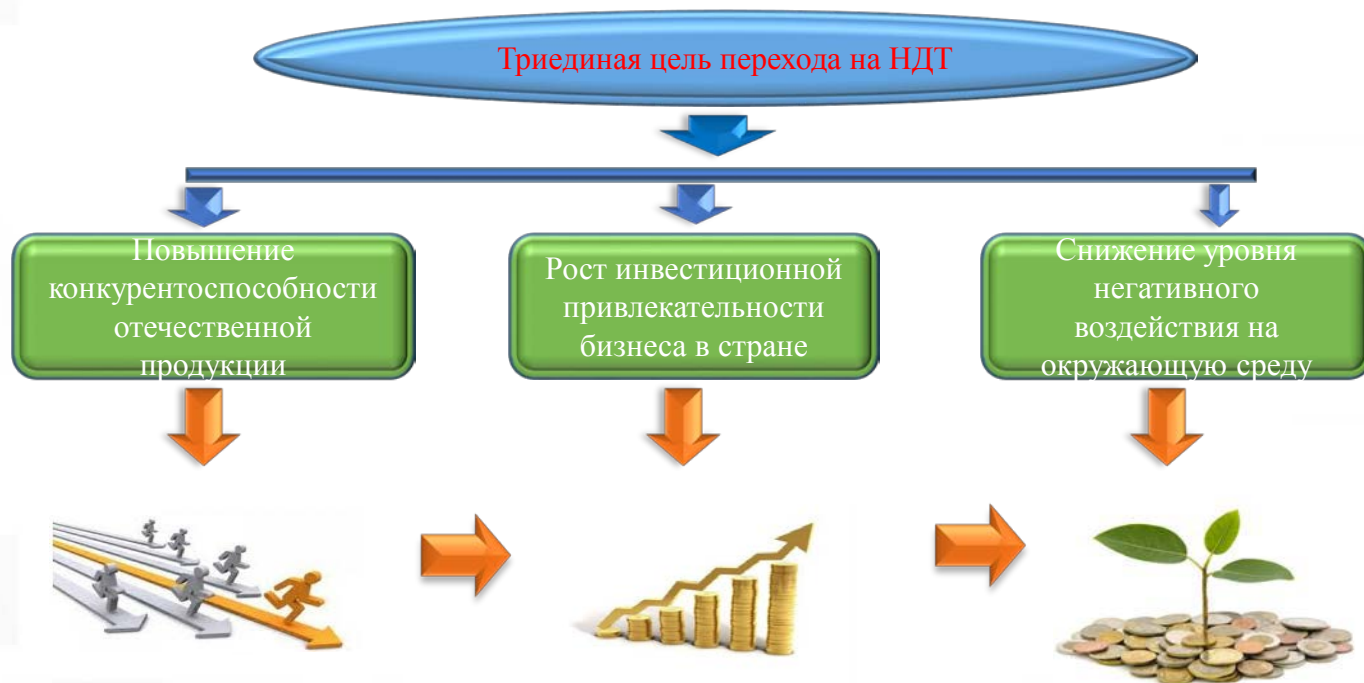 Триединая цель перехода на НДТ
Повышение
конкурентоспособности
отечественной
продукции
Рост инвестиционной
привлекательности
бизнеса в стране
Снижение уровня
негативного
воздействия на
окружающую среду